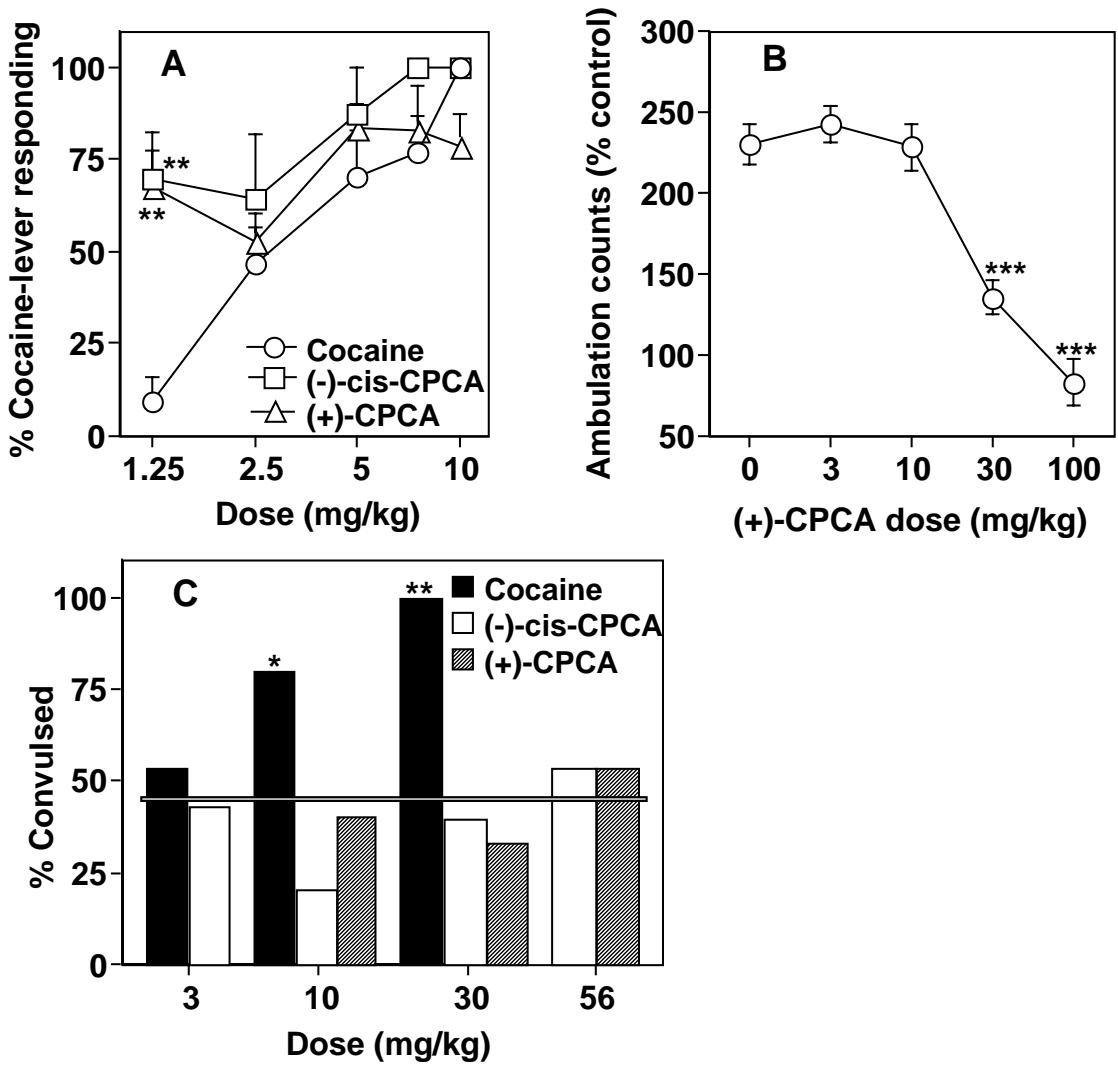 A
% Cocaine-lever responding
100
75
50
25
0
**
**
Cocaine
(-)-cis-CPCA
(+)-CPCA
1.25 2.5 5 10
Dose (mg/kg)
B
Ambulation counts (% control)
300
250
200
150
100
50
***
***
0 3 10 30 100
(+)-CPCA dose (mg/kg)
C
% Convulsed
100
75
50
25
0
*
**
Cocaine
(-)-cis-CPCA
(+)-CPCA
3 10 30 56
Dose (mg/kg)